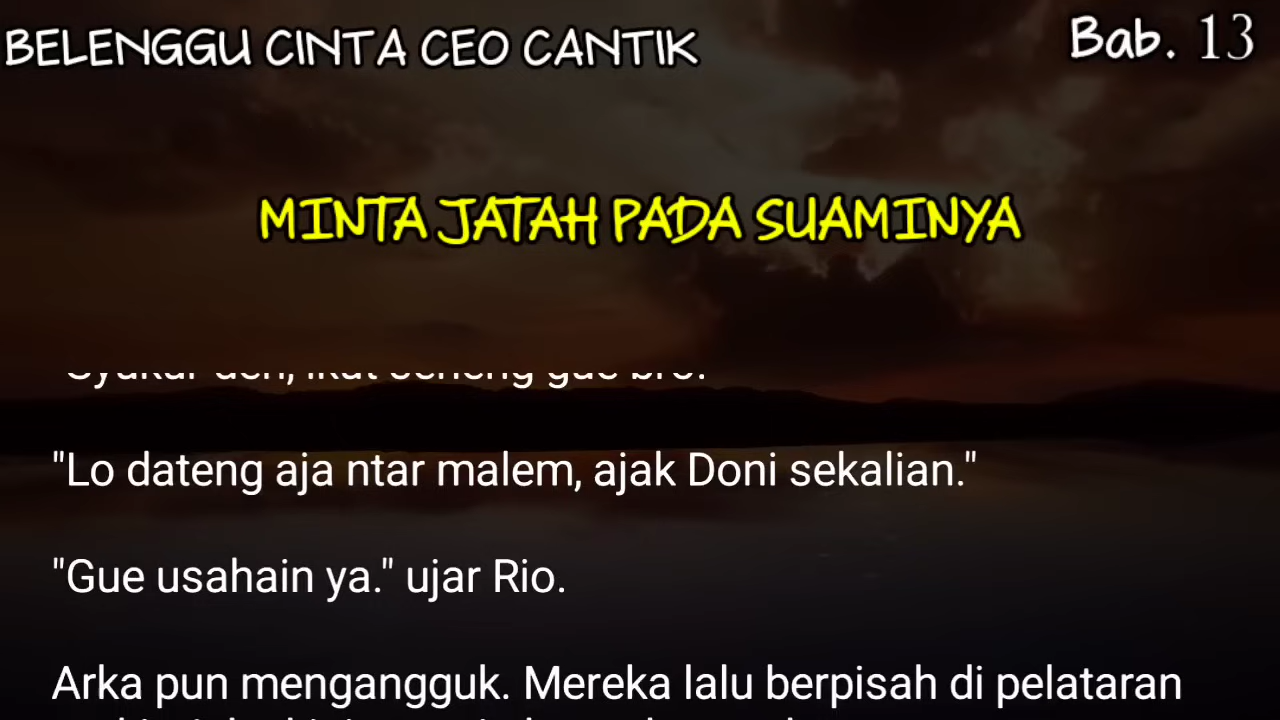 BELENGGU CINTA CEO CANTIK
Bab. 13
MINTA JATAH PADA SUAMINYA
"Lo dateng aja ntar malem, ajak Doni sekalian."
"Gue usahain ya." ujar Rio.
Arka pun mengangguk. Mereka lalu berpisah di pelataran